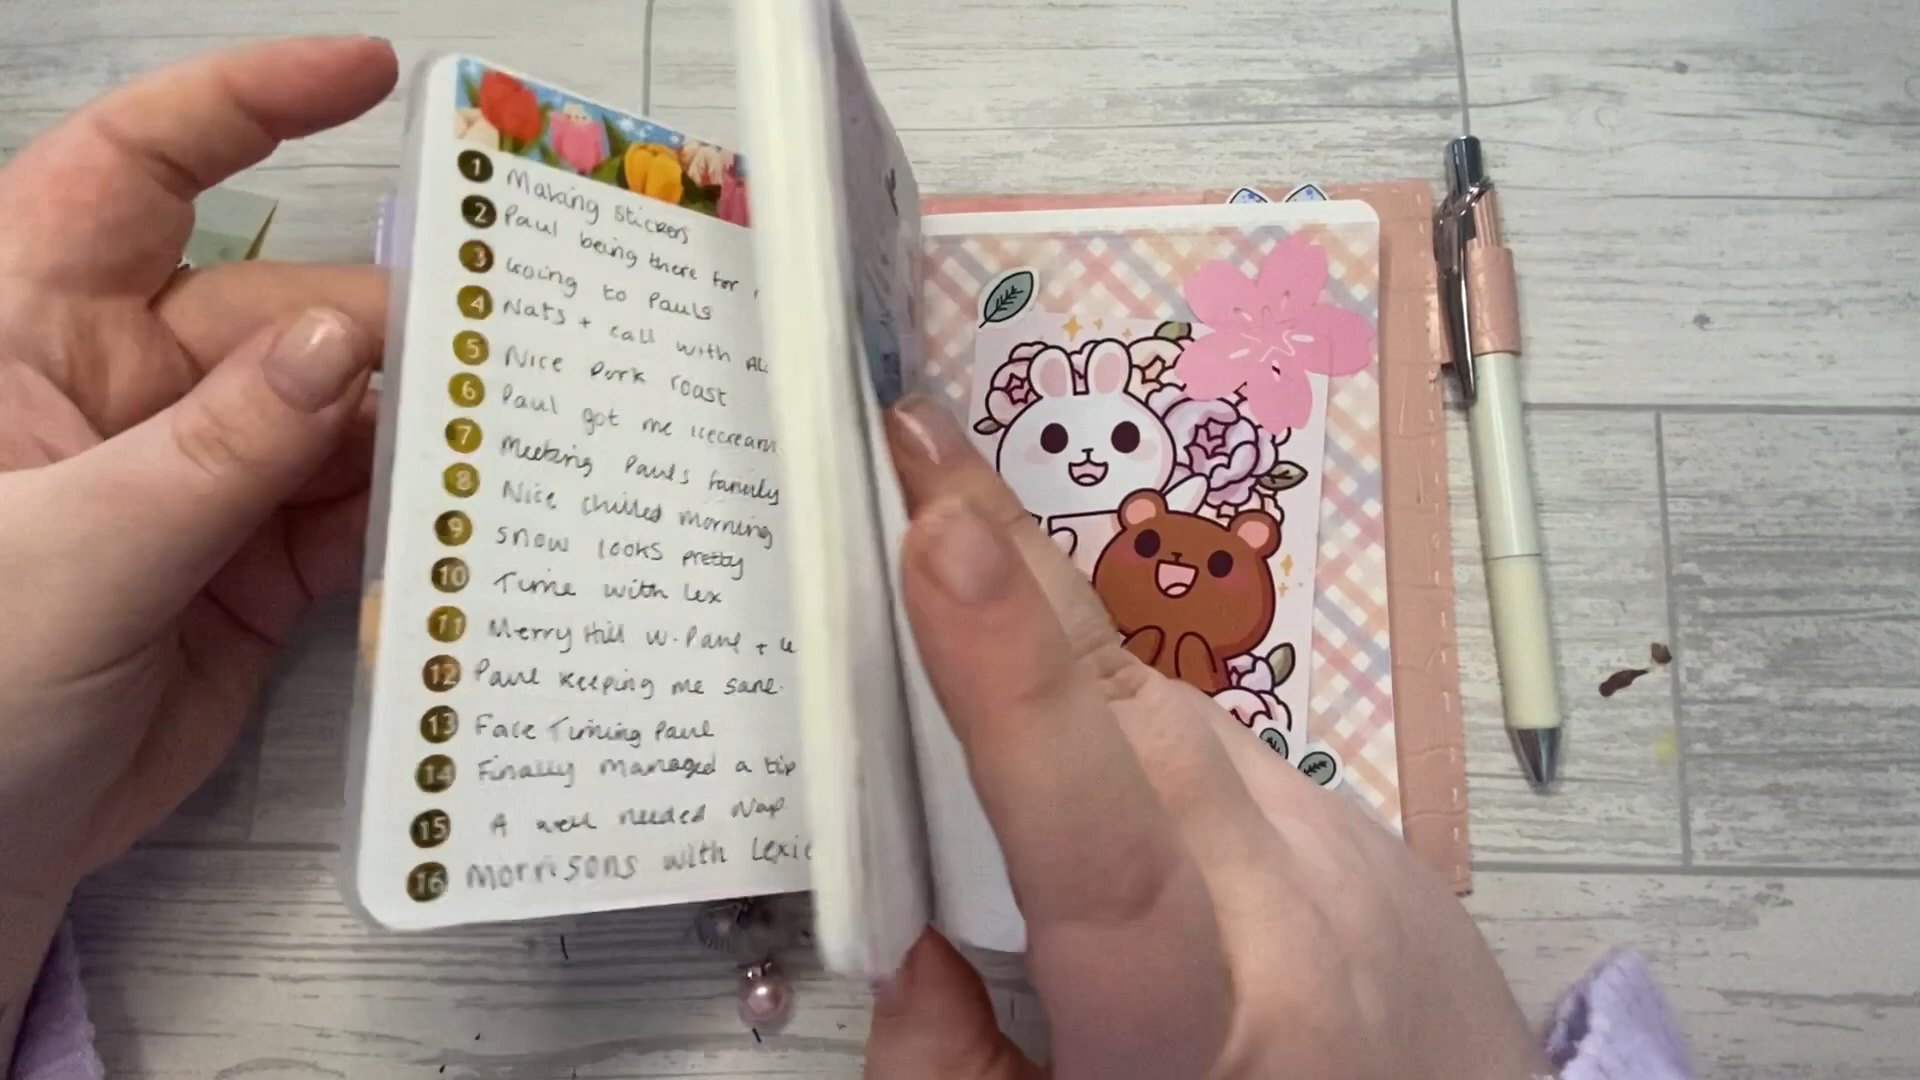 1 Making stickers
2 Paul being there for
3 Going to Pauls
4 Nats + call with
5 Nice Pork roast
6 Paul got me icecream
7 Meeting Pauls family
8 Nice chilled morning
9 snow looks pretty
10 Time with Lex
11 Merry Hill w. Paul +
12 Paul keeping me sane
13 Face Timing Paul
14 Finally managed a
15 A well needed Nap
16 Morrisons with Lexie